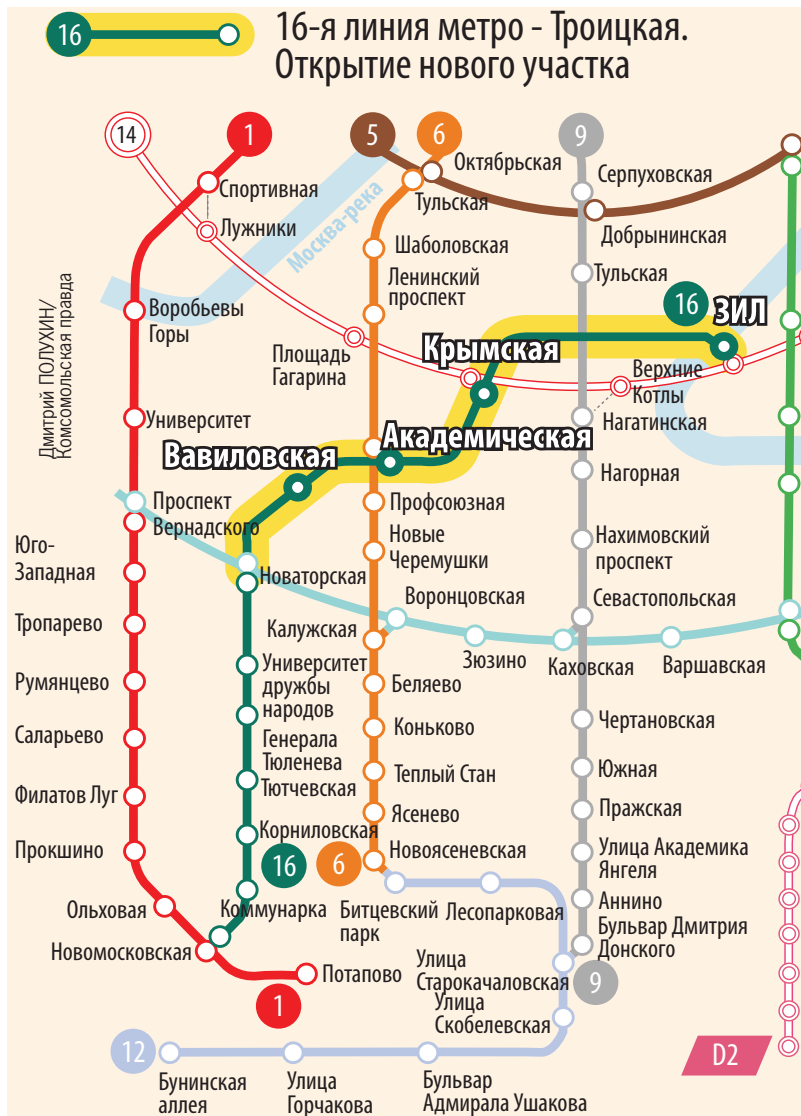 16
16-я линия метро - Троицкая.
Открытие нового участка
14
1
5
6
9
Спортивная
Лужники
Москва-река
Октябрьская
Тульская
Серпуховская
Добрынинская
Шаболовская
Ленинский
проспект
Тульская
16
ЗИЛ
Дмитрий ПОЛУХИН/
Комсомольская правда
Воробьевы
Горы
Площадь
Гагарина
Крымская
Верхние
Котлы
Университет
Вавиловская
Академическая
Нагатинская
Проспект
Вернадского
Профсоюзная
Нагорная
Юго-
Западная
Новаторская
Новые
Черемушки
Нахимовский
проспект
Тропарево
Калужская
Воронцовская
Севастопольская
Зюзино
Каховская
Варшавская
Румянцево
Университет
дружбы
народов
Беляево
Саларьево
Генерала
Тюленева
Коньково
Чертановская
Филатов Луг
Тютчевская
Теплый Стан
Южная
Прокшино
Корниловская
Ясенево
Пражская
16
6
Новоясеневская
Улица Академика
Янгеля
Ольховая
Коммунарка
Битцевский
парк
Лесопарковая
Аннино
Новомосковская
Бульвар Дмитрия
Донского
Потапово
Улица
Старокачаловская
9
1
Улица
Скобелевская
12
D2
Бунинская
аллея
Улица
Горчакова
Бульвар
Адмирала Ушакова